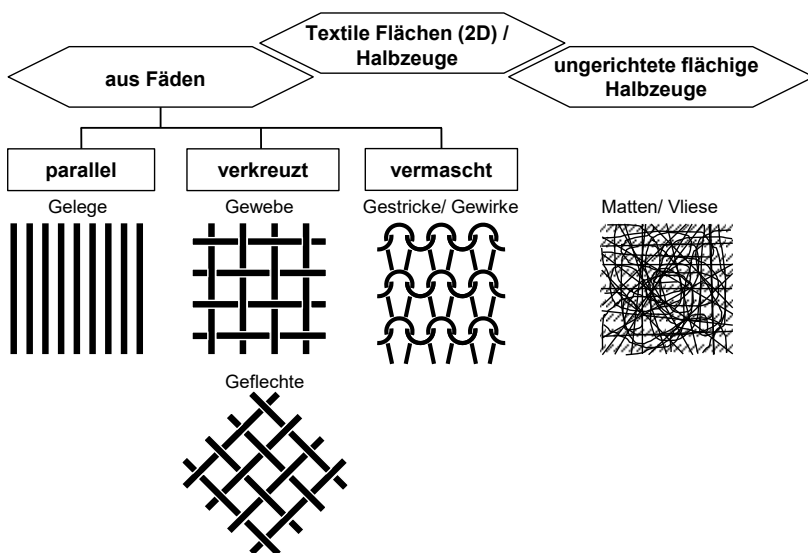 Textile Flächen (2D) /
Halbzeuge
aus Fäden
ungerichtete flächige
Halbzeuge
parallel
verkreuzt
vermascht
Gelege
Gewebe
Gestricke/ Gewirke
Matten/ Vliese
Geflechte